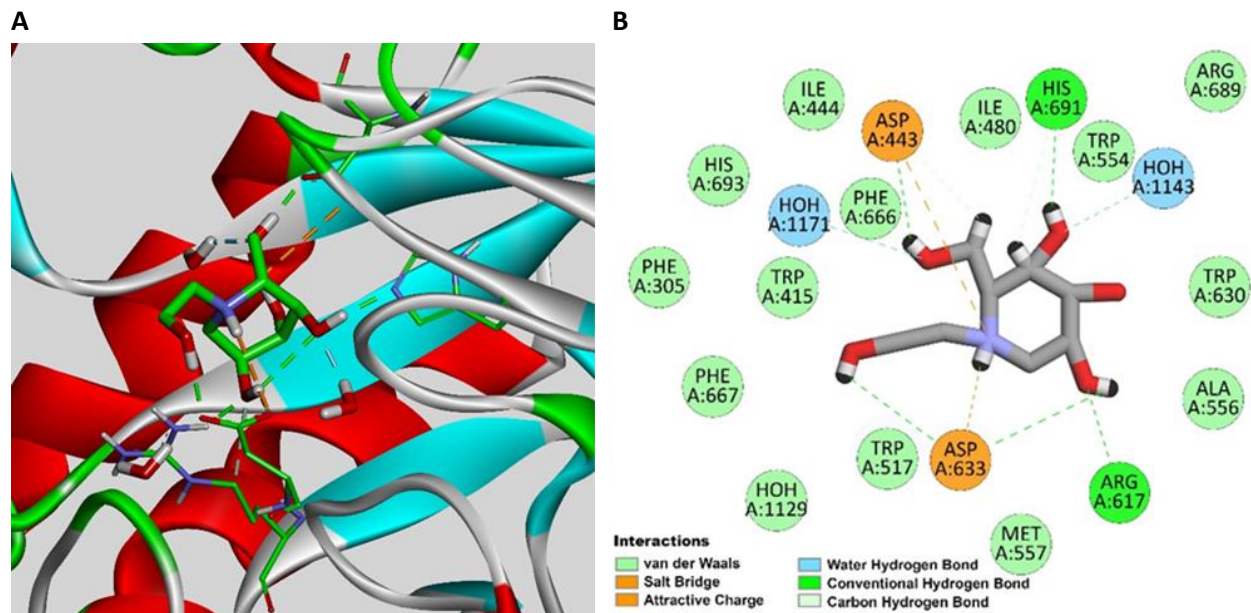 A
B
ILE
A:444
ASP
A:443
ILE
A:480
HIS
A:691
ARG
A:689
TRP
A:554
HOH
A:1143
HIS
A:693
HOH
A:1171
PHE
A:666
PHE
A:305
TRP
A:415
TRP
A:630
PHE
A:667
N
H
ALA
A:556
TRP
A:517
ASP
A:633
ARG
A:617
HOH
A:1129
MET
A:557
Interactions
van der Waals
Salt Bridge
Attractive Charge
Water Hydrogen Bond
Conventional Hydrogen Bond
Carbon Hydrogen Bond